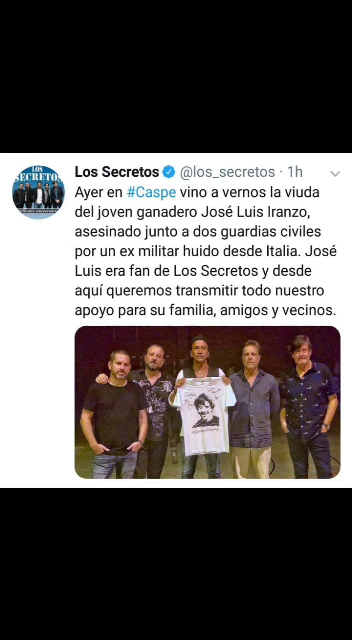 LOS
SECRETOS
Los Secretos @los_secretos · 1h
Ayer en #Caspe vino a vernos la viuda
del joven ganadero José Luis Iranzo,
asesinado junto a dos guardias civiles
por un ex militar huido desde Italia. José
Luis era fan de Los Secretos y desde
aquí queremos transmitir todo nuestro
apoyo para su familia, amigos y vecinos.